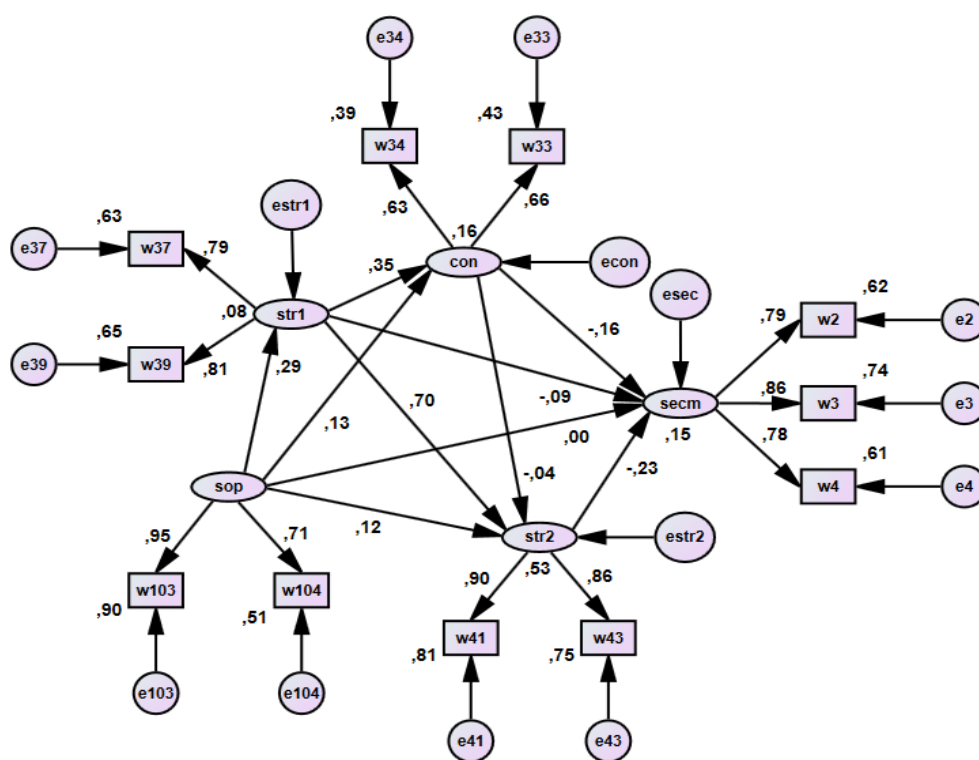 e34
e33
,39
,43
w34
w33
estr1
,63
,66
,63
,16
e37
w37
,79
con
econ
,35
esec
,08
str1
,62
,65
,79
w2
e2
e39
w39
-,16
,81
,29
,74
,70
-,09
secm
,86
w3
e3
,13
,00
,15
,78
,61
-,04
-,23
sop
w4
e4
,12
,95
,71
str2
estr2
,53
,90
,86
w103
w104
,90
,51
w41
w43
,81
,75
e103
e104
e41
e43